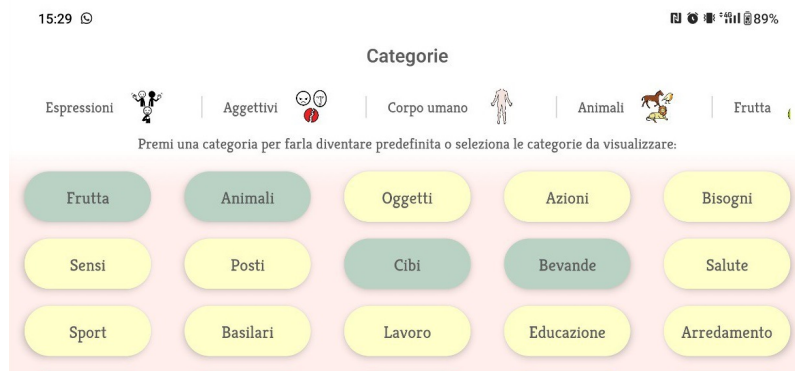 15:29 4G 89%
Categorie
Espressioni Aggettivi Corpo umano Animali Frutta
Premi una categoria per farla diventare predefinita o seleziona le categorie da visualizzare:
Frutta Animali Oggetti Azioni Bisogni
Sensi Posti Cibi Bevande Salute
Sport Basilari Lavoro Educazione Arredamento